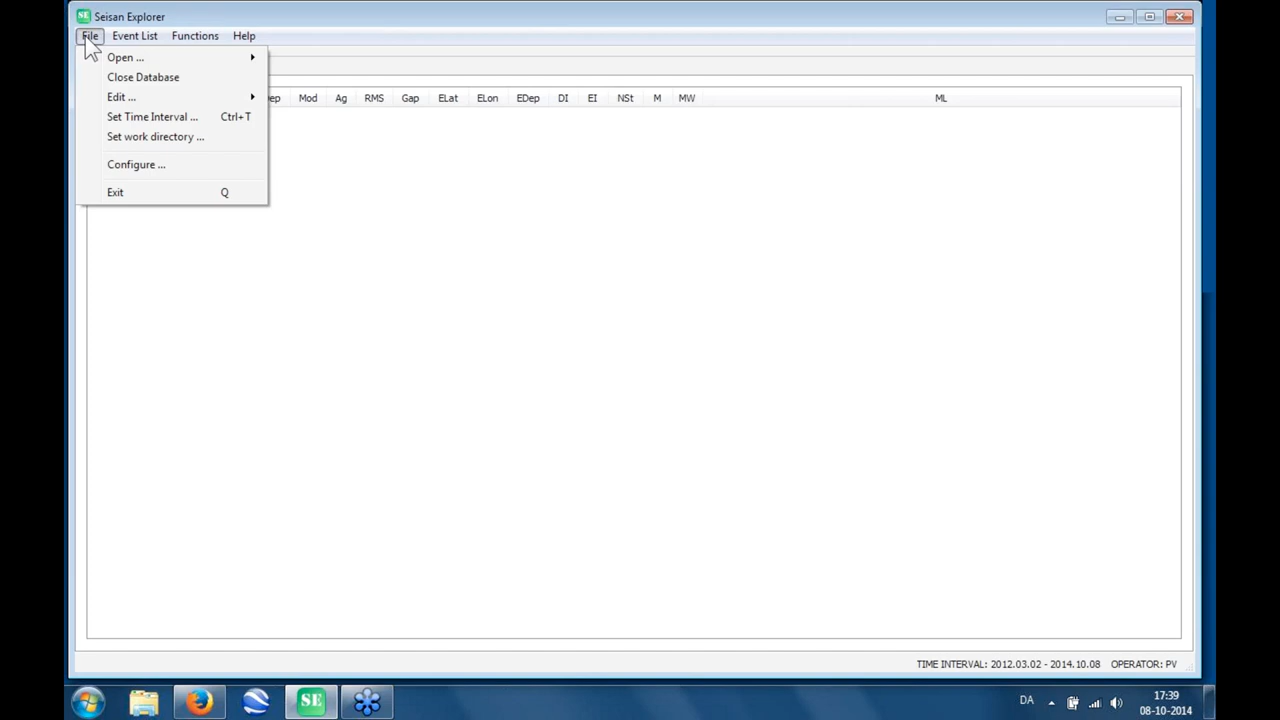 SE Seisan Explorer
File Event List Functions Help
Open ...
Close Database
Edit ...
Set Time Interval ... Ctrl+T
Set work directory ...
Configure ...
Exit Q
ep Mod Ag RMS Gap ELat ELon EDep DI EI NSt M MW ML
TIME INTERVAL: 2012.03.02 - 2014.10.08 OPERATOR: PV
SE
DA
17:39
08-10-2014